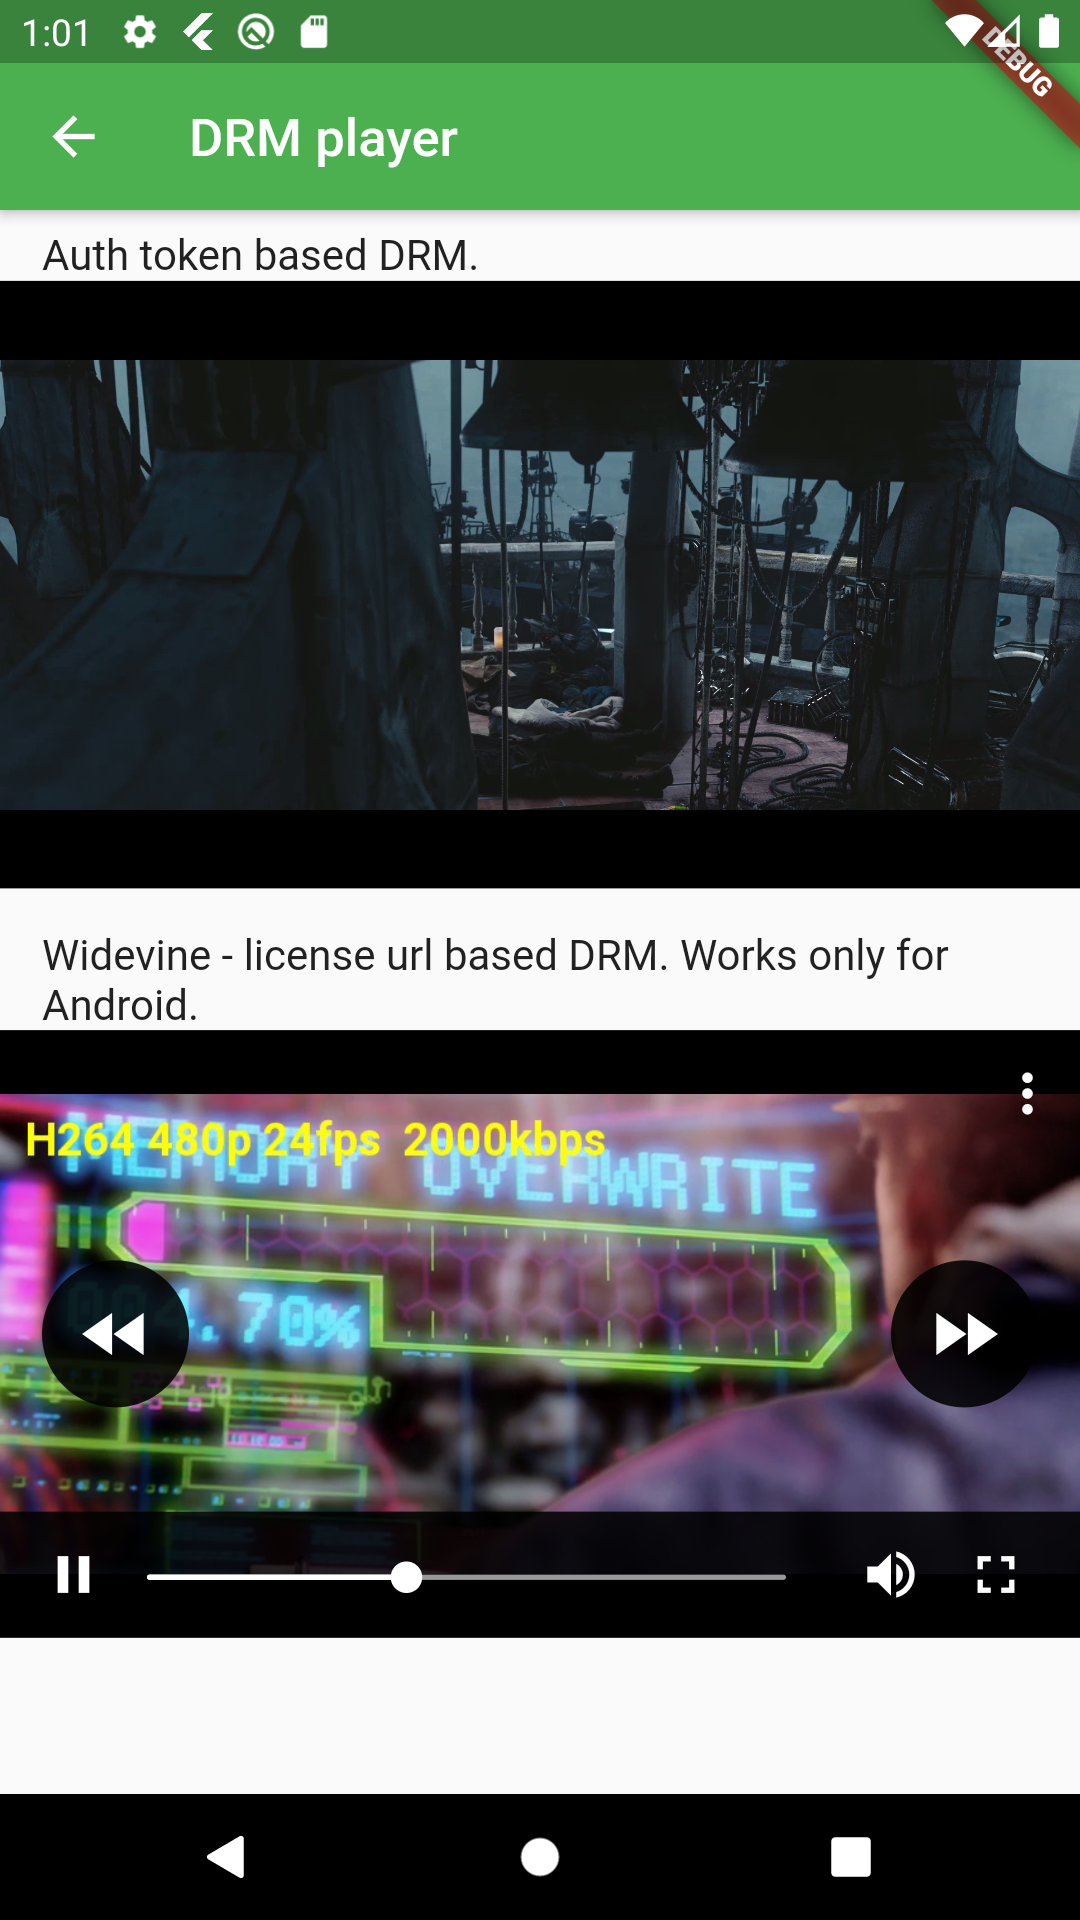 1:01
DEBUG
DRM player
Auth token based DRM.
Widevine - license url based DRM. Works only for
Android.
H264 480p 24fps 2000kbps
MEMORY OVERWRITE
.70%